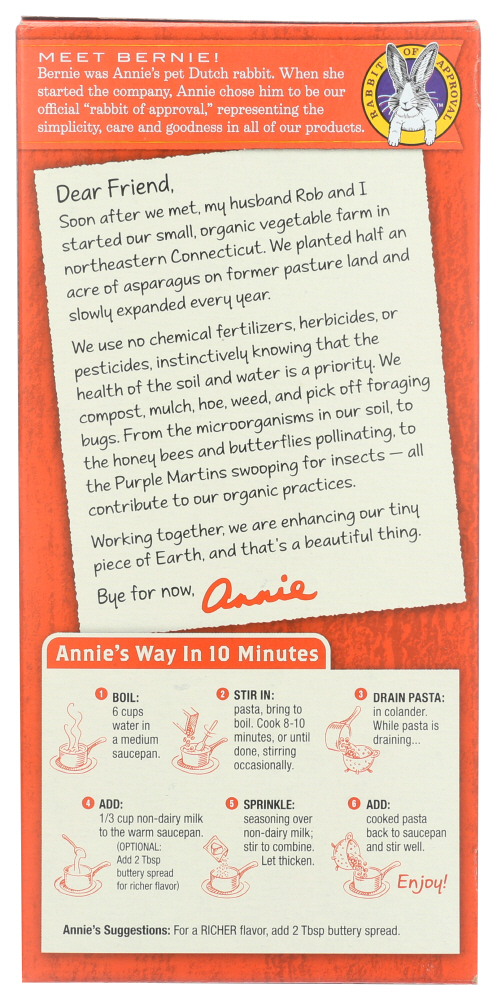 MEET BERNIE!
Bernie was Annie's pet Dutch rabbit. When she
started the company, Annie chose him to be our
official "rabbit of approval," representing the
simplicity, care and goodness in all of our products.
RABBIT OF APPROVAL
TM
Dear Friend,
Soon after we met, my husband Rob and I
started our small, organic vegetable farm in
northeastern Connecticut. We planted half an
acre of asparagus on former pasture land and
slowly expanded every year.
We use no chemical fertilizers, herbicides, or
pesticides, instinctively knowing that the
health of the soil and water is a priority. We
compost, mulch, hoe, weed, and pick off foraging
bugs. From the microorganisms in our soil, to
the honey bees and butterflies pollinating, to
the Purple Martins swooping for insects — all
contribute to our organic practices.
Working together, we are enhancing our tiny
piece of Earth, and that's a beautiful thing.
Bye for now, Annie
Annie's Way In 10 Minutes
1 BOIL:
6 cups
water in
a medium
saucepan.
2 STIR IN:
pasta, bring to
boil. Cook 8-10
minutes, or until
done, stirring
occasionally.
3 DRAIN PASTA:
in colander.
While pasta is
draining...
4 ADD:
1/3 cup non-dairy milk
to the warm saucepan.
(OPTIONAL:
Add 2 Tbsp
buttery spread
for richer flavor)
5 SPRINKLE:
seasoning over
non-dairy milk;
stir to combine.
Let thicken.
6 ADD:
cooked pasta
back to saucepan
and stir well.
Enjoy!
Annie's Suggestions: For a RICHER flavor, add 2 Tbsp buttery spread.